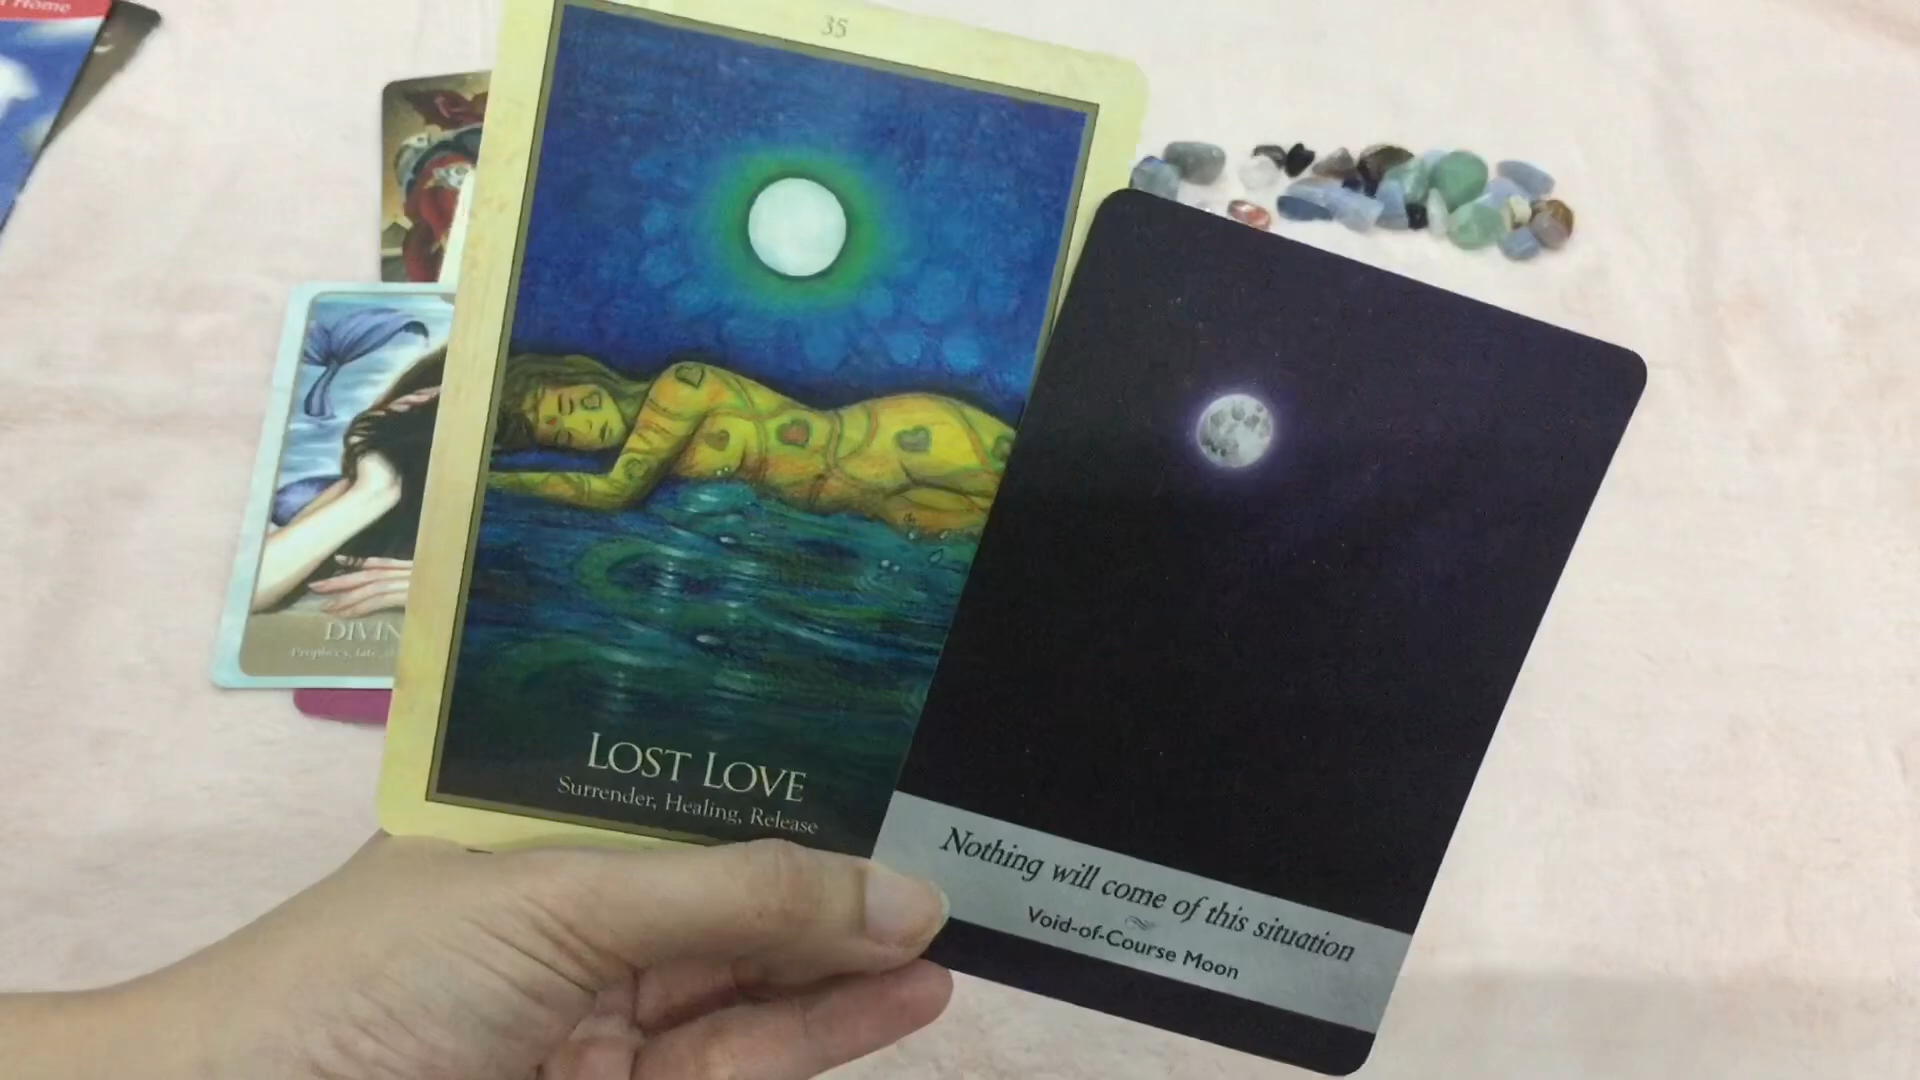 Home
35
DIVIN
LOST LOVE
Surrender, Healing, Release
Nothing will come of this situation
Void-of-Course Moon